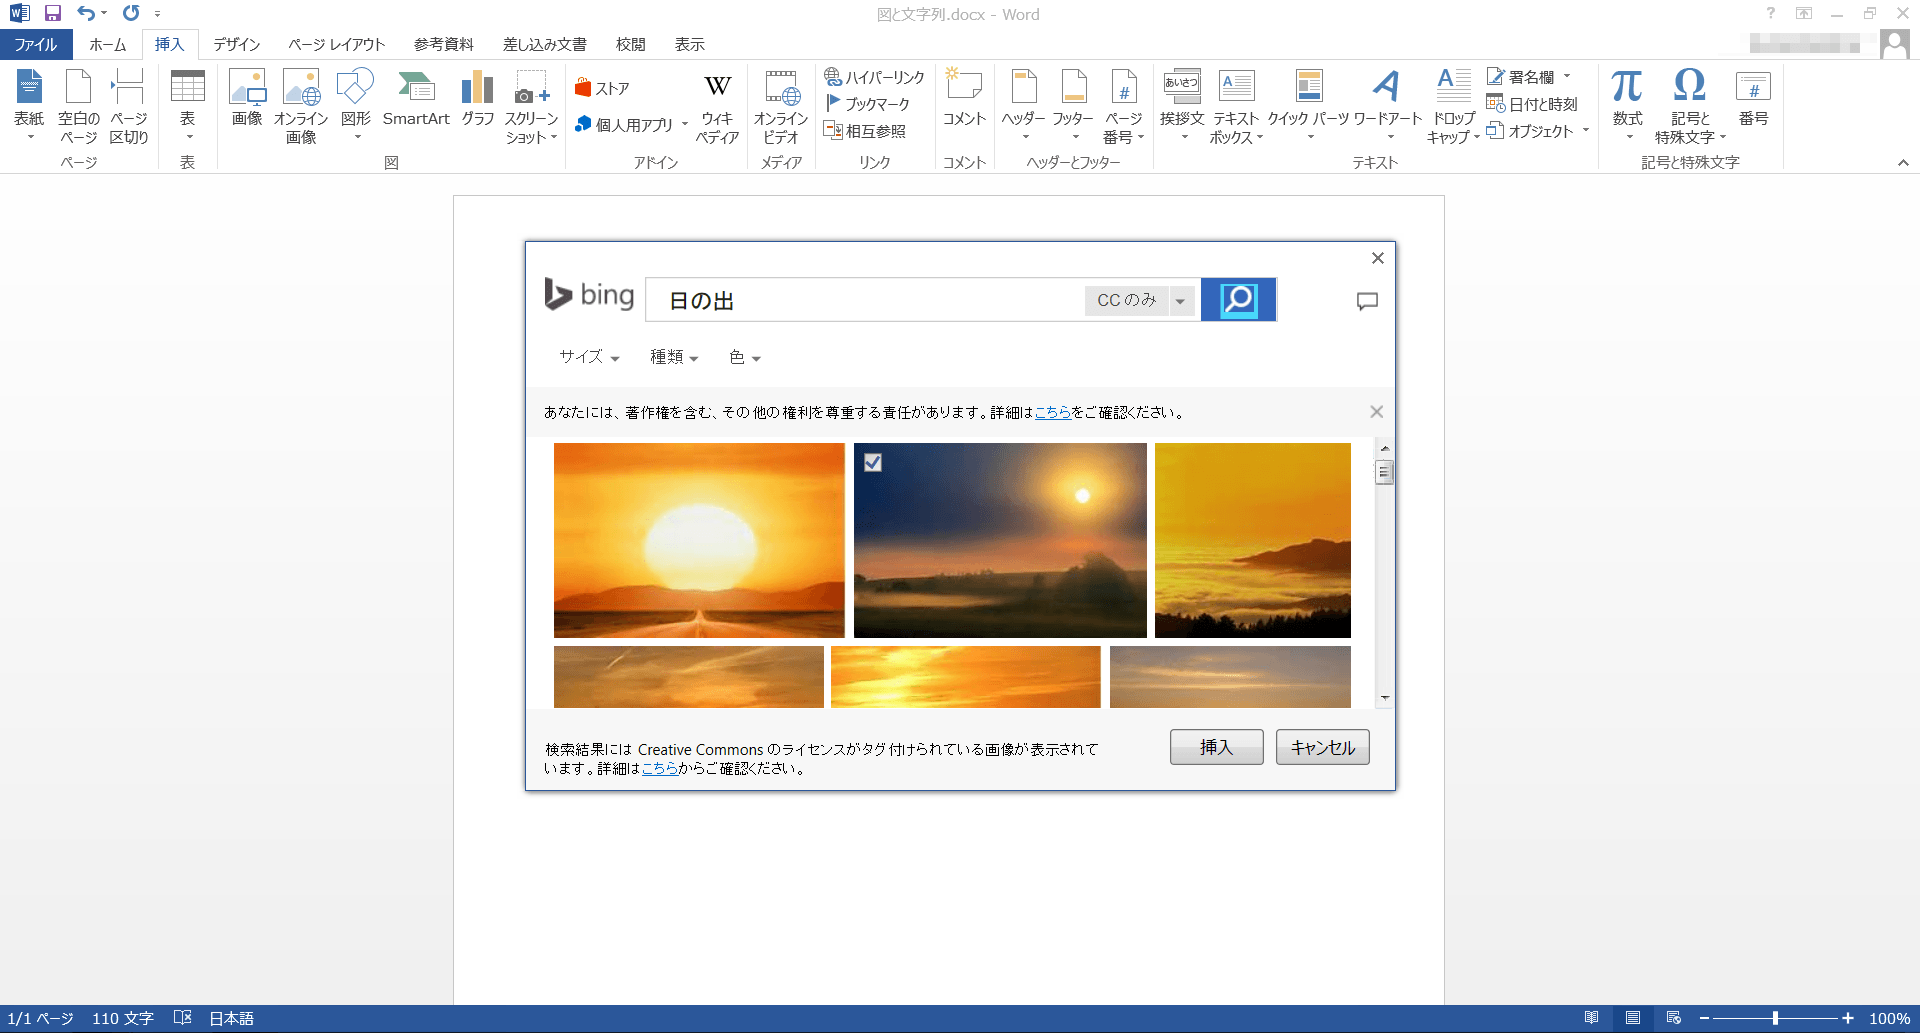 図と文字列.docx - Word
ファイル ホーム 挿入 デザイン ページ レイアウト 参考資料 差し込み文書 校閲 表示
表紙
空白の
ページ
ページ
区切り
ページ
表
表
画像
オンライン
画像
図形
SmartArt
グラフ
スクリーン
ショット
図
ストア
個人用アプリ
W
ウィキ
ペディア
アドイン
オンライン
ビデオ
メディア
ハイパーリンク
ブックマーク
相互参照
リンク
コメント
コメント
ヘッダー
フッター
ページ
番号
ヘッダーとフッター
あいさつ
挨拶文
テキスト
ボックス
クイック パーツ
ワードアート
ドロップ
キャップ
署名欄
日付と時刻
オブジェクト
テキスト
π
数式
Ω
記号と
特殊文字
#
番号
記号と特殊文字
bing
日の出
CC のみ
サイズ 種類 色
あなたには、著作権を含む、その他の権利を尊重する責任があります。詳細はこちらをご確認ください。
検索結果には Creative Commons のライセンスがタグ付けられている画像が表示されて
います。詳細はこちらからご確認ください。
挿入 キャンセル
1/1 ページ 110 文字 日本語 100%